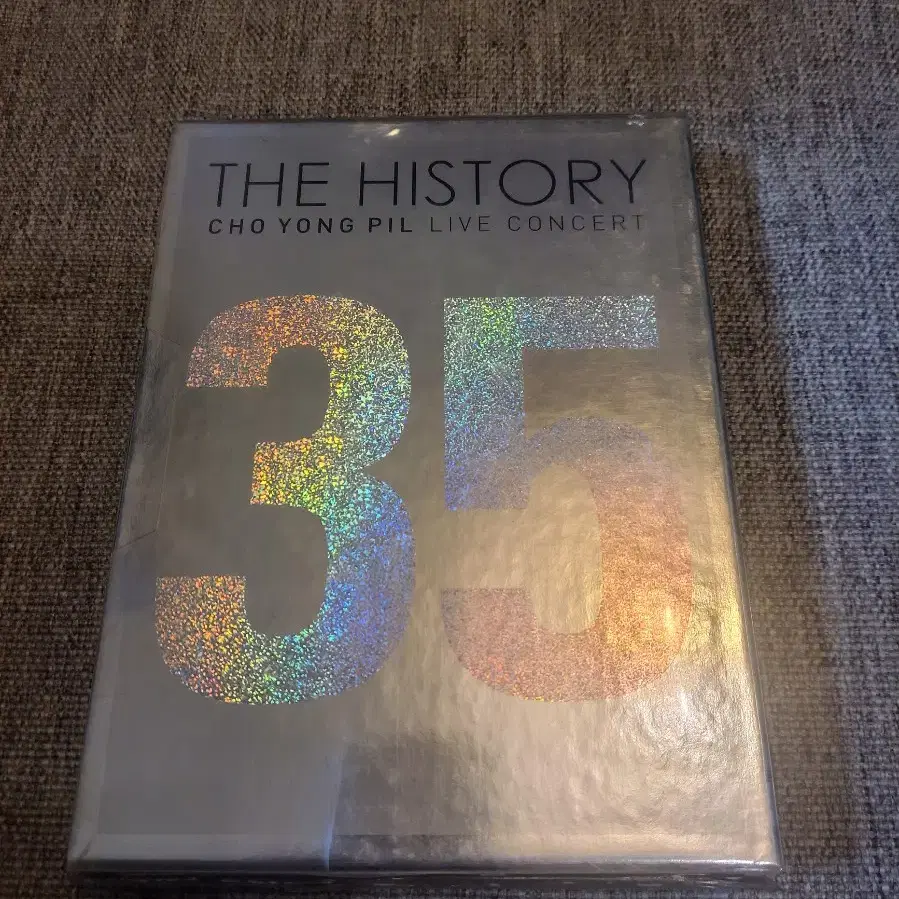 THE HISTORY
CHO YONG PIL LIVE CONCERT
35